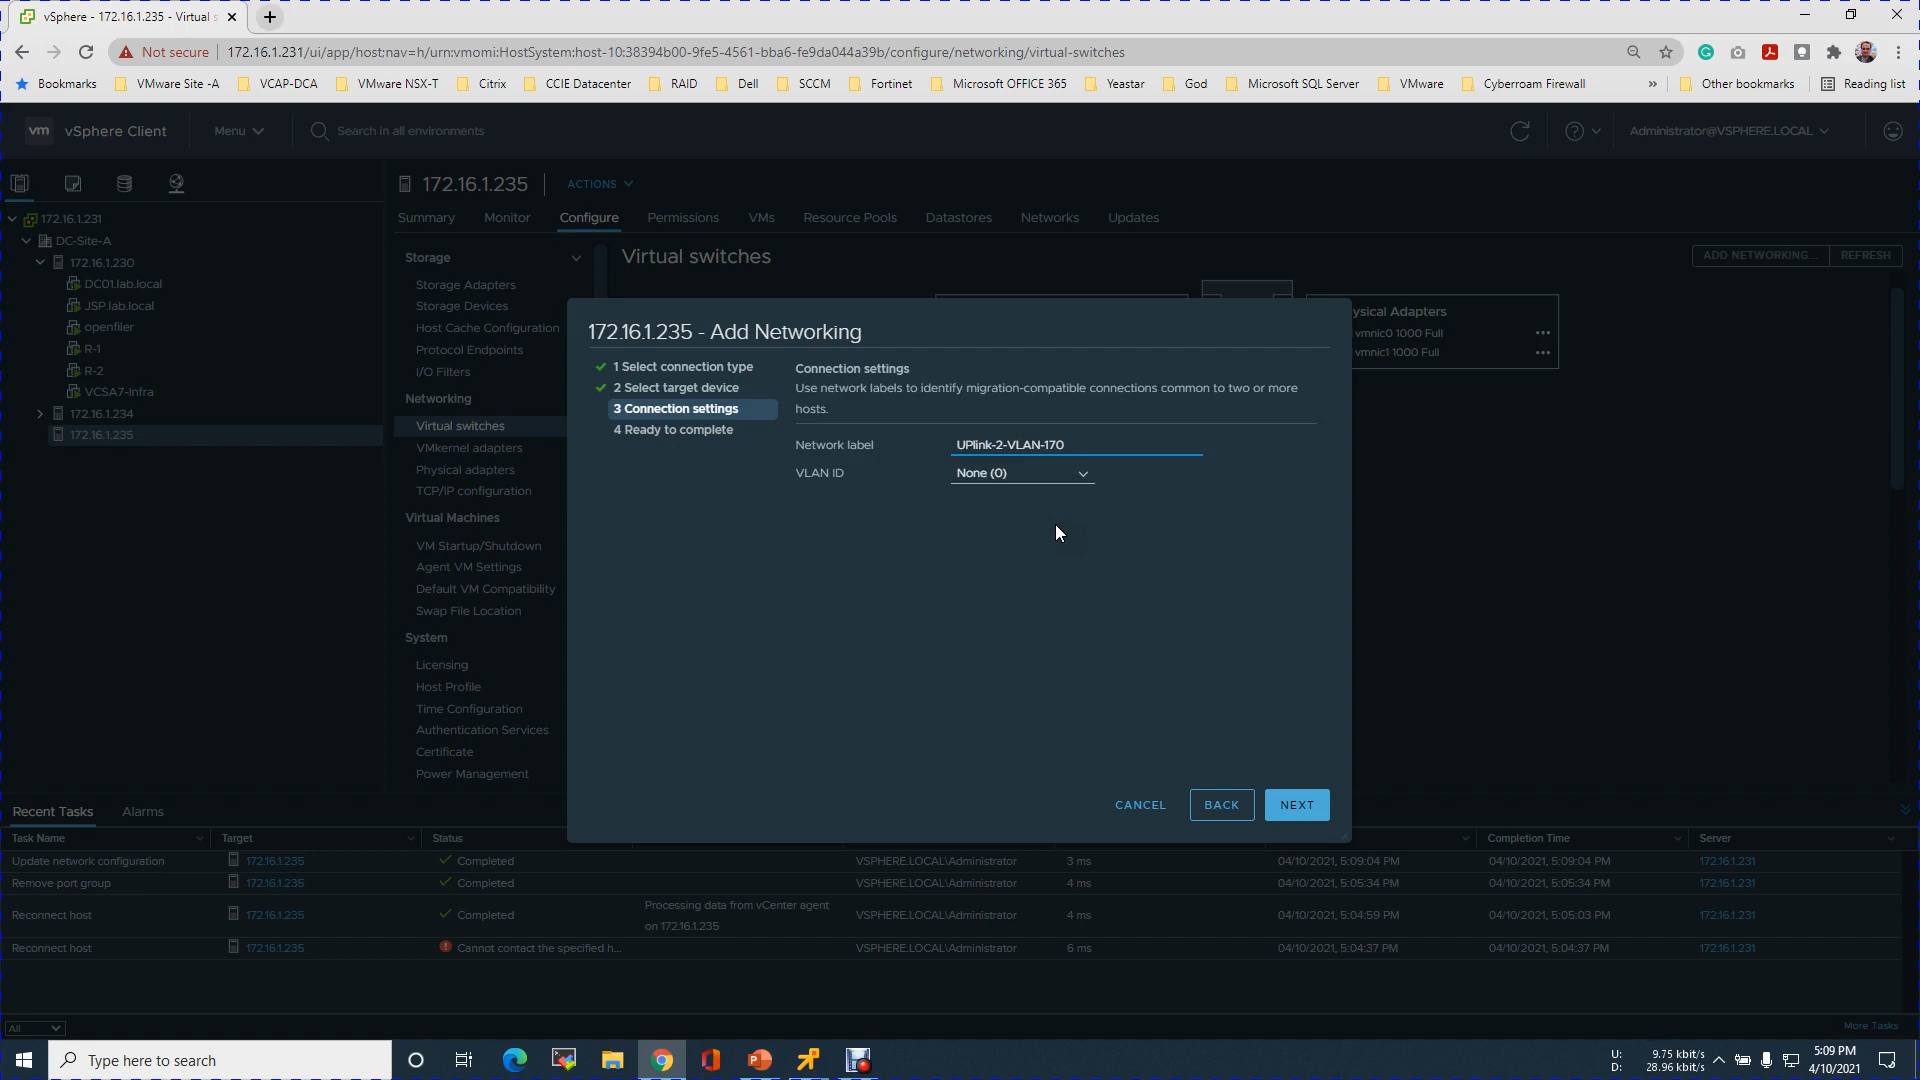 vSphere - 172.16.1.235 - Virtual s
Not secure
172.16.1.231/ui/app/host;nav=h/urn:vmomi:HostSystem:host-10:38394b00-9fe5-4561-bba6-fe9da044a39b/configure/networking/virtual-switches
Bookmarks VMware Site -A VCAP-DCA VMware NSX-T Citrix CCIE Datacenter RAID Dell SCCM Fortinet Microsoft OFFICE 365 Yeastar God Microsoft SQL Server VMware Cyberroam Firewall » Other bookmarks Reading list
vm vSphere Client Menu Search in all environments Administrator@VSPHERE.LOCAL
172.16.1.235 ACTIONS
Summary Monitor Configure Permissions VMs Resource Pools Datastores Networks Updates
172.16.1.231
DC-Site-A
172.16.1.230
DC01.lab.local
JSP.lab.local
openfiler
R-1
R-2
VCSA7-Infra
172.16.1.234
172.16.1.235
Storage
Storage Adapters
Storage Devices
Host Cache Configuration
Protocol Endpoints
I/O Filters
Networking
Virtual switches
VMkernel adapters
Physical adapters
TCP/IP configuration
Virtual Machines
VM Startup/Shutdown
Agent VM Settings
Default VM Compatibility
Swap File Location
System
Licensing
Host Profile
Time Configuration
Authentication Services
Certificate
Power Management
Virtual switches
ADD NETWORKING... REFRESH
ysical Adapters
vmnic0 1000 Full ...
vmnic1 1000 Full ...
172.16.1.235 - Add Networking
1 Select connection type
2 Select target device
3 Connection settings
4 Ready to complete
Connection settings
Use network labels to identify migration-compatible connections common to two or more
hosts.
Network label UPlink-2-VLAN-170
VLAN ID None (0)
CANCEL BACK NEXT
Recent Tasks Alarms
Task Name Target Status Completion Time Server
Update network configuration 172.16.1.235 Completed VSPHERE.LOCAL\Administrator 3 ms 04/10/2021, 5:09:04 PM 04/10/2021, 5:09:04 PM 172.16.1.231
Remove port group 172.16.1.235 Completed VSPHERE.LOCAL\Administrator 4 ms 04/10/2021, 5:05:34 PM 04/10/2021, 5:05:34 PM 172.16.1.231
Reconnect host 172.16.1.235 Completed Processing data from vCenter agent
on 172.16.1.235 VSPHERE.LOCAL\Administrator 4 ms 04/10/2021, 5:04:59 PM 04/10/2021, 5:05:03 PM 172.16.1.231
Reconnect host 172.16.1.235 Cannot contact the specified h... VSPHERE.LOCAL\Administrator 6 ms 04/10/2021, 5:04:37 PM 04/10/2021, 5:04:37 PM 172.16.1.231
All More Tasks
Type here to search
U: 9.75 kbit/s
D: 28.96 kbit/s
5:09 PM
4/10/2021